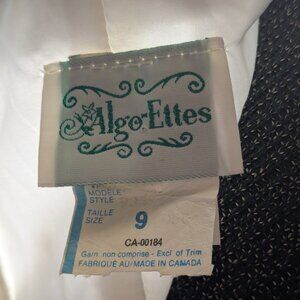 Algo-Ettes
MODÈLE
STYLE
TAILLE
SIZE
9
CA-00184
Garn. non comprise - Excl. of Trim
FABRIQUÉ AU/MADE IN CANADA